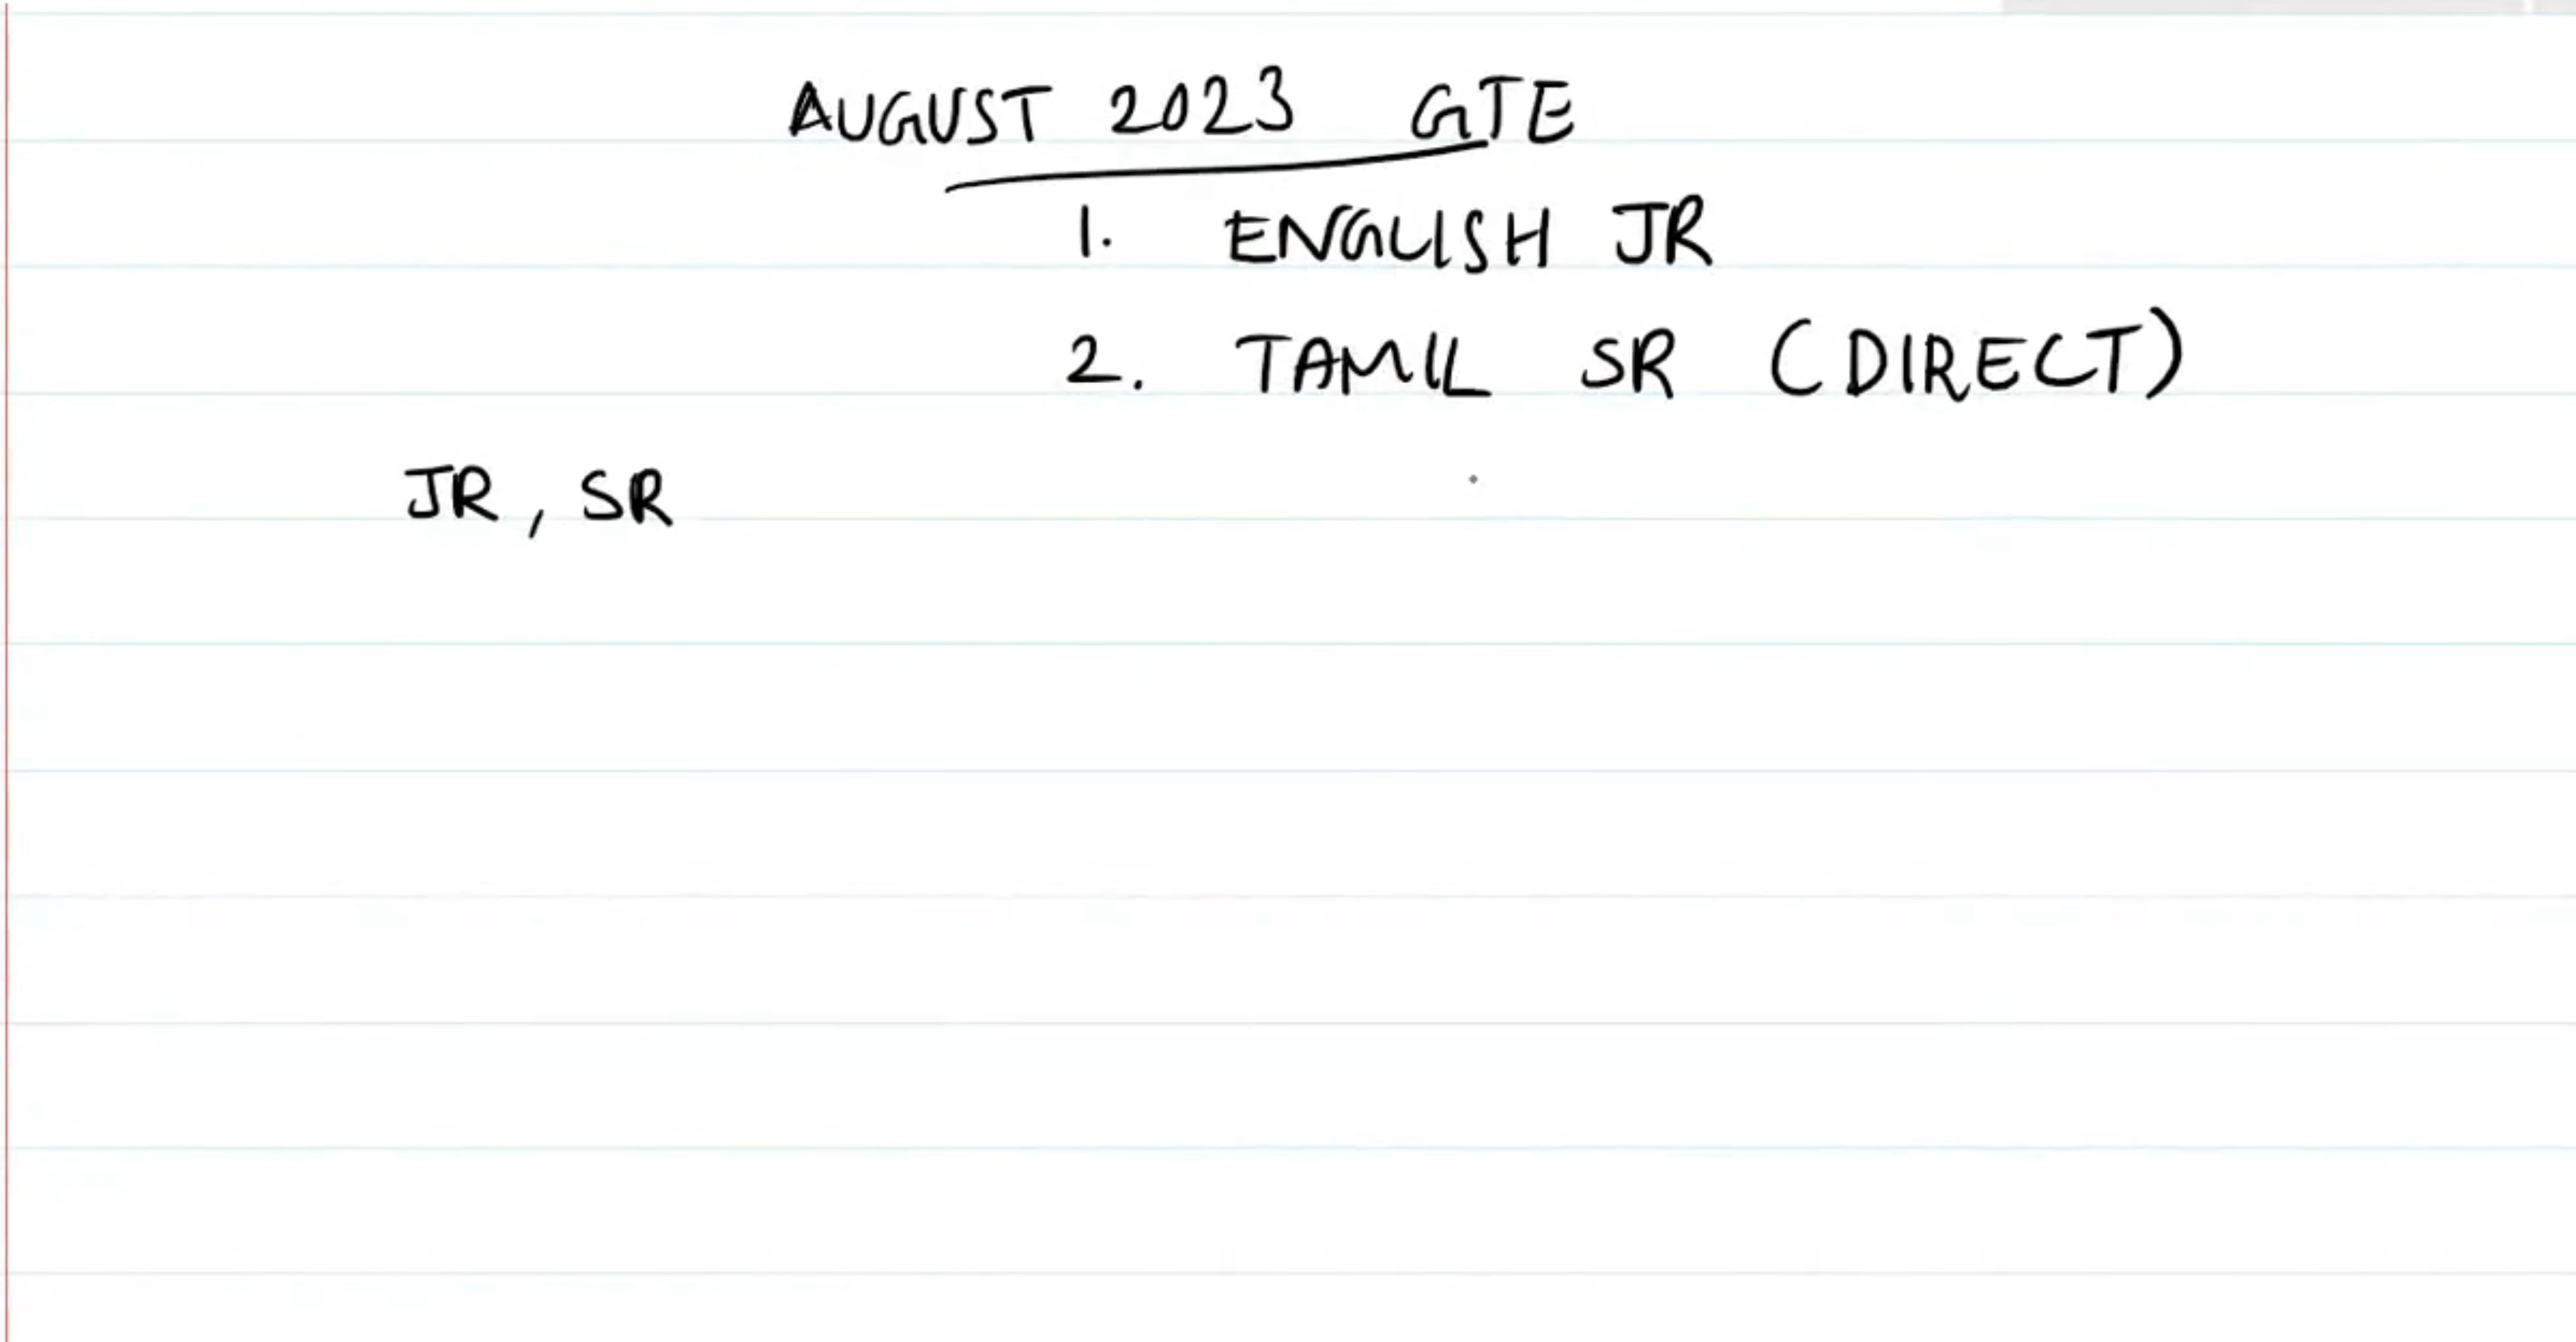 AUGUST 2023 GTE
1. ENGLISH JR
2. TAMIL SR (DIRECT)
JR, SR